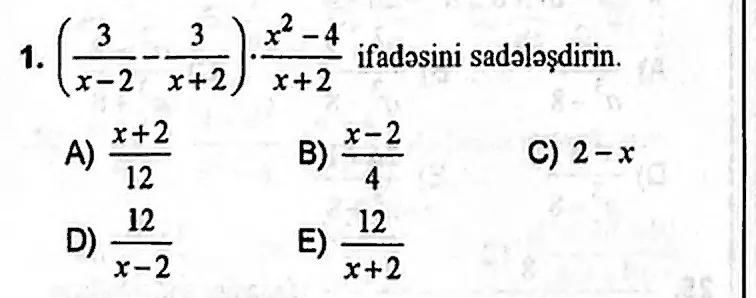 1. (3/(x−2) − 3/(x+2)) · (x² − 4)/(x+2) ifadəsini sadələşdirin.
A) (x+2)/12 B) (x−2)/4 C) 2 − x
D) 12/(x−2) E) 12/(x+2)